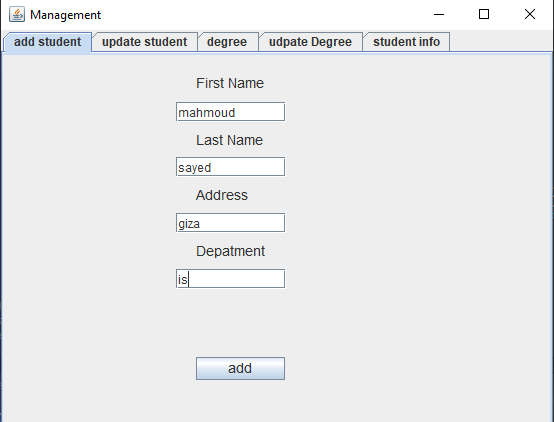 Management
add student update student degree udpate Degree student info
First Name
mahmoud
Last Name
sayed
Address
giza
Depatment
is
add